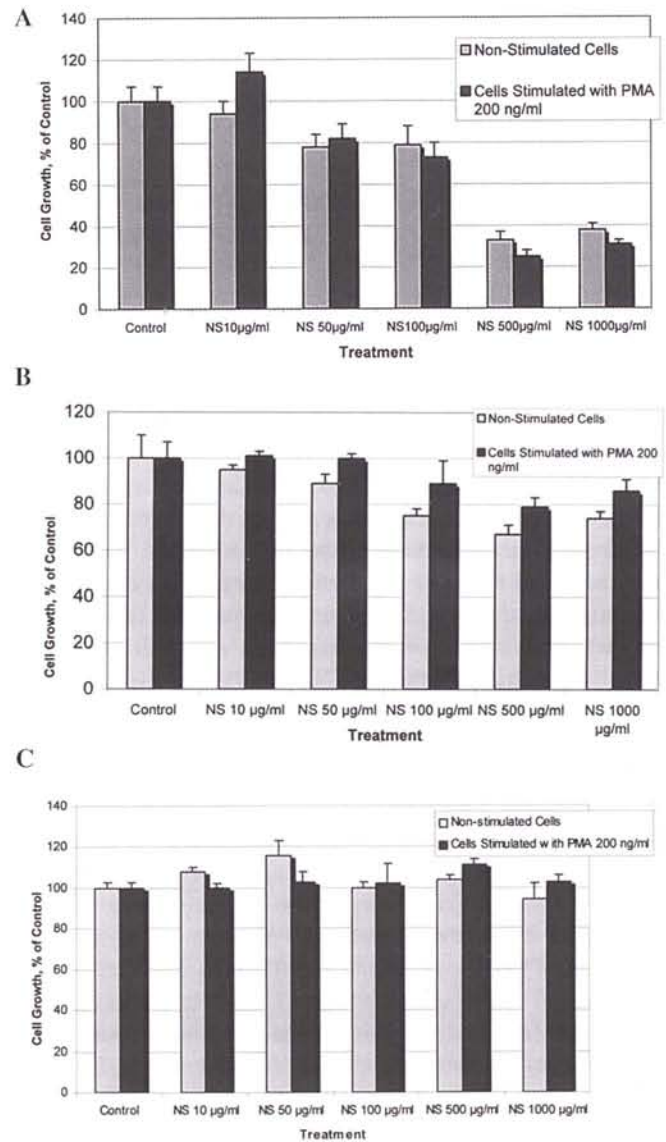 A
140
120
100
80
60
40
20
0
Cell Growth, % of Control
Non-Stimulated Cells
Cells Stimulated with PMA
200 ng/ml
Control NS10µg/ml NS 50µg/ml NS100µg/ml NS 500µg/ml NS 1000µg/ml
Treatment
B
120
100
80
60
40
20
0
Cell Growth, % of Control
Non-Stimulated Cells
Cells Stimulated with PMA 200
ng/ml
Control NS 10 µg/ml NS 50 µg/ml NS 100 µg/ml NS 500 µg/ml NS 1000
µg/ml
Treatment
C
140
120
100
80
60
40
20
0
Cell Growth, % of Control
Non-stimulated Cells
Cells Stimulated with PMA 200 ng/ml
Control NS 10 µg/ml NS 50 µg/ml NS 100 µg/ml NS 500 µg/ml NS 1000 µg/ml
Treatment